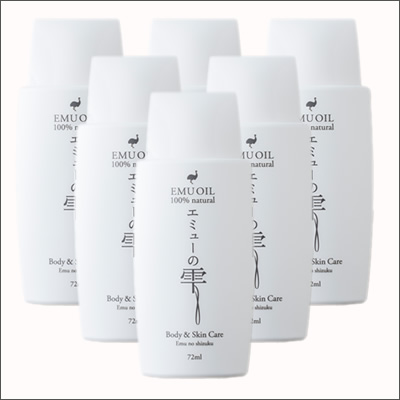 EMU OIL
100% natural
エミューの雫
Body & Skin Care
Emu no shizuku
72ml